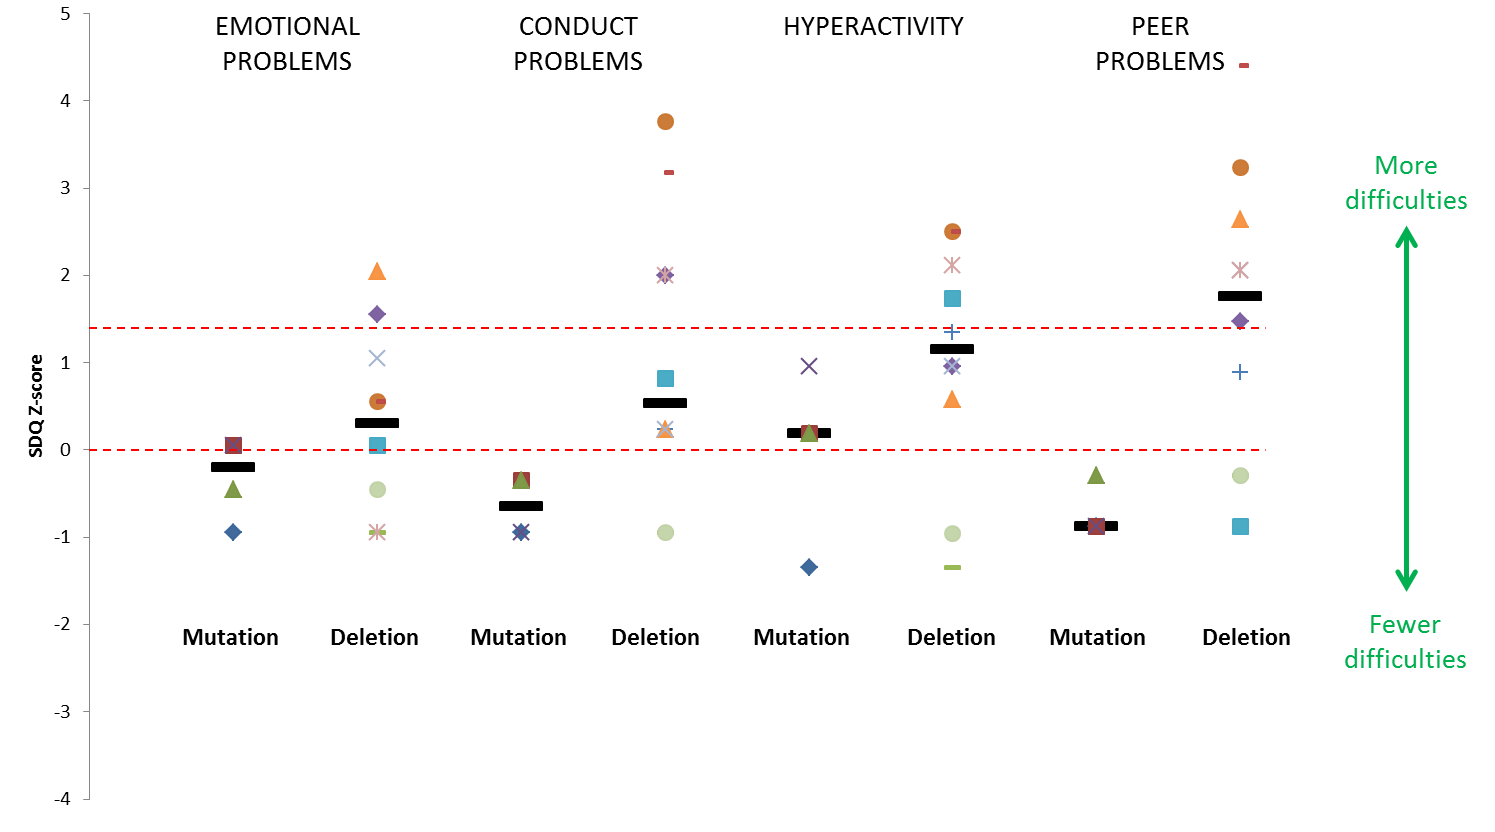 EMOTIONAL
PROBLEMS
CONDUCT
PROBLEMS
HYPERACTIVITY
PEER
PROBLEMS
5
4
3
2
1
0
-1
-2
-3
-4
SDQ Z-score
Mutation
Deletion
Mutation
Deletion
Mutation
Deletion
Mutation
Deletion
More
difficulties
Fewer
difficulties